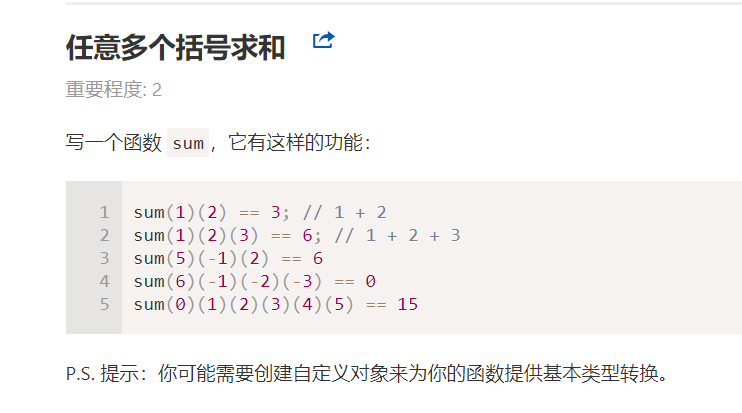 任意多个括号求和
重要程度: 2
写一个函数 sum，它有这样的功能：
1 sum(1)(2) == 3; // 1 + 2
2 sum(1)(2)(3) == 6; // 1 + 2 + 3
3 sum(5)(-1)(2) == 6
4 sum(6)(-1)(-2)(-3) == 0
5 sum(0)(1)(2)(3)(4)(5) == 15
P.S. 提示：你可能需要创建自定义对象来为你的函数提供基本类型转换。